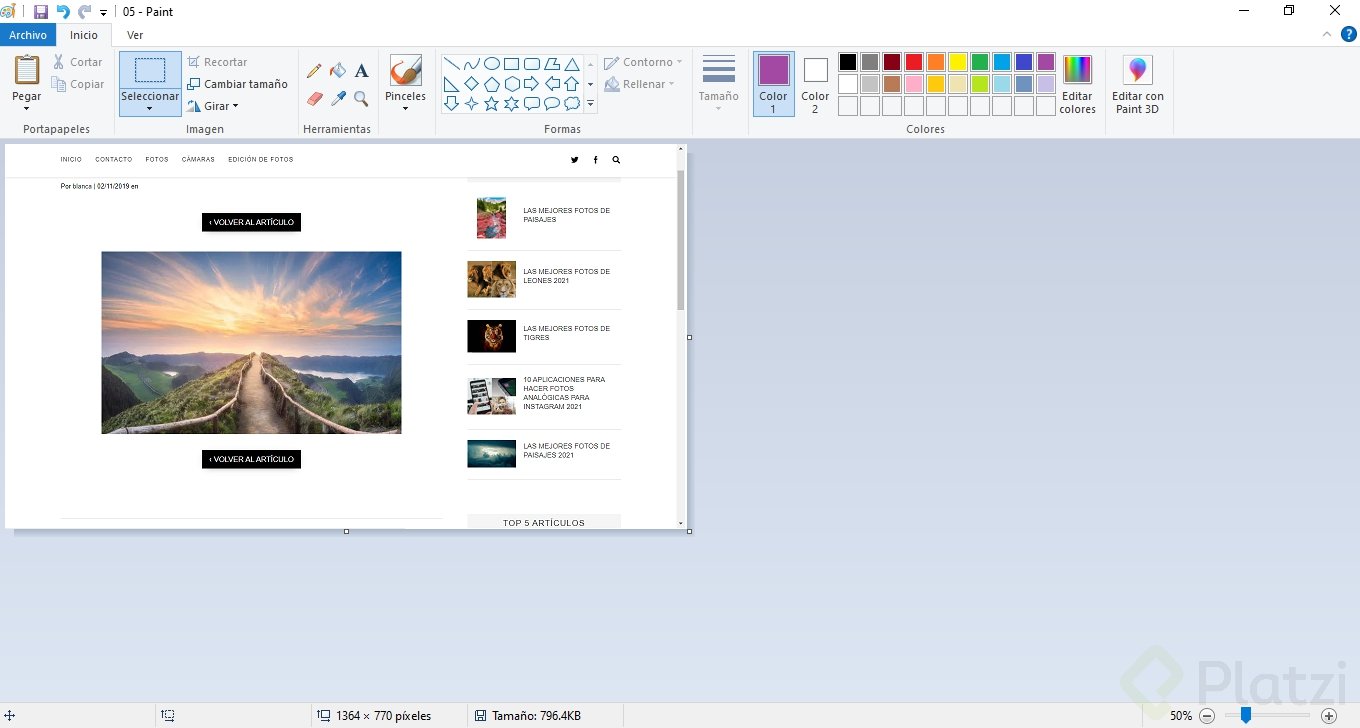 05 - Paint
Archivo
Inicio
Ver
Pegar
Cortar
Copiar
Portapapeles
Seleccionar
Recortar
Cambiar tamaño
Girar
Imagen
A
Herramientas
Pinceles
Contorno
Rellenar
Formas
Tamaño
Color 1
Color 2
Editar colores
Colores
Editar con Paint 3D
?
INICIO CONTACTO FOTOS CÁMARAS EDICIÓN DE FOTOS
Por blanca | 02/11/2019 en
‹ VOLVER AL ARTÍCULO
‹ VOLVER AL ARTÍCULO
LAS MEJORES FOTOS DE
PAISAJES
LAS MEJORES FOTOS DE
LEONES 2021
LAS MEJORES FOTOS DE
TIGRES
10 APLICACIONES PARA
HACER FOTOS
ANALÓGICAS PARA
INSTAGRAM 2021
LAS MEJORES FOTOS DE
PAISAJES 2021
TOP 5 ARTÍCULOS
Platzi
1364 × 770 píxeles
Tamaño: 796.4KB
50%